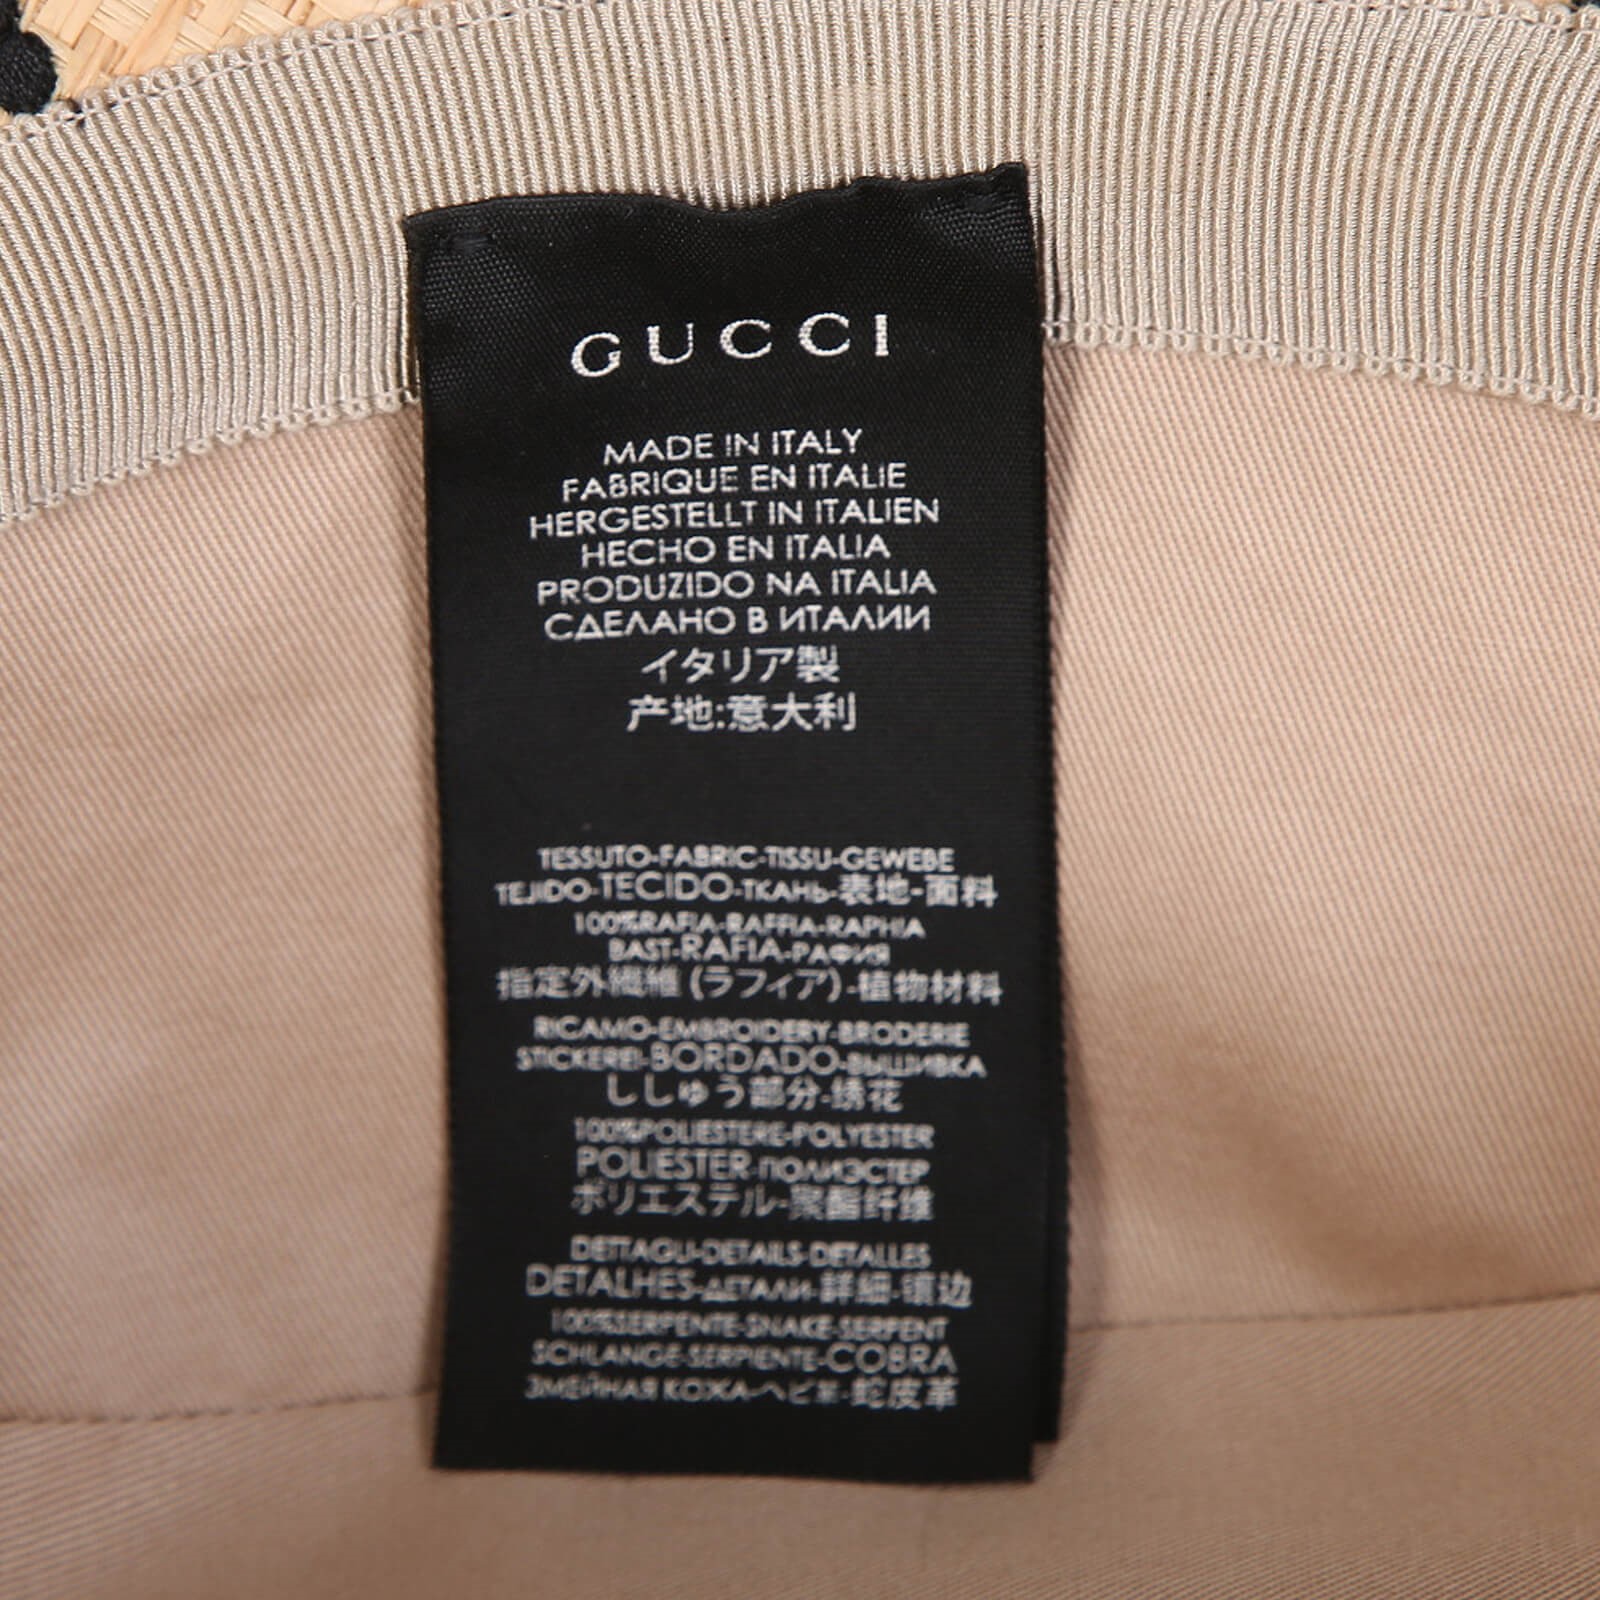 GUCCI
MADE IN ITALY
FABRIQUE EN ITALIE
HERGESTELLT IN ITALIEN
HECHO EN ITALIA
PRODUZIDO NA ITALIA
СДЕЛАНО В ИТАЛИИ
イタリア製
产地:意大利
TESSUTO-FABRIC-TISSU-GEWEBE
TEJIDO-TECIDO-ТКАНЬ-表地-面料
100%RAFIA-RAFFIA-RAPHIA
BAST-RAFIA-РАФИЯ
指定外繊維(ラフィア)-植物材料
RICAMO-EMBROIDERY-BRODERIE
STICKEREI-BORDADO-ВЫШИВКА
ししゅう部分-绣花
100%POLIESTERE-POLYESTER
POLIESTER-ПОЛИЭСТЕР
ポリエステル-聚酯纤维
DETTAGLI-DETAILS-DETALLES
DETALHES-ДЕТАЛИ-詳細-镶边
100%SERPENTE-SNAKE-SERPENT
SCHLANGE-SERPIENTE-COBRA
ЗМЕЙНАЯ КОЖА-ヘビ革-蛇皮革